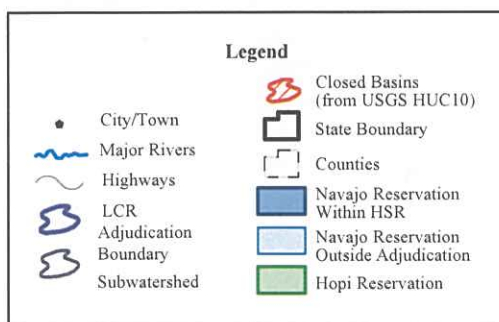 Legend
City/Town
Major Rivers
Highways
LCR
Adjudication
Boundary
Subwatershed
Closed Basins
(from USGS HUC10)
State Boundary
Counties
Navajo Reservation
Within HSR
Navajo Reservation
Outside Adjudication
Hopi Reservation